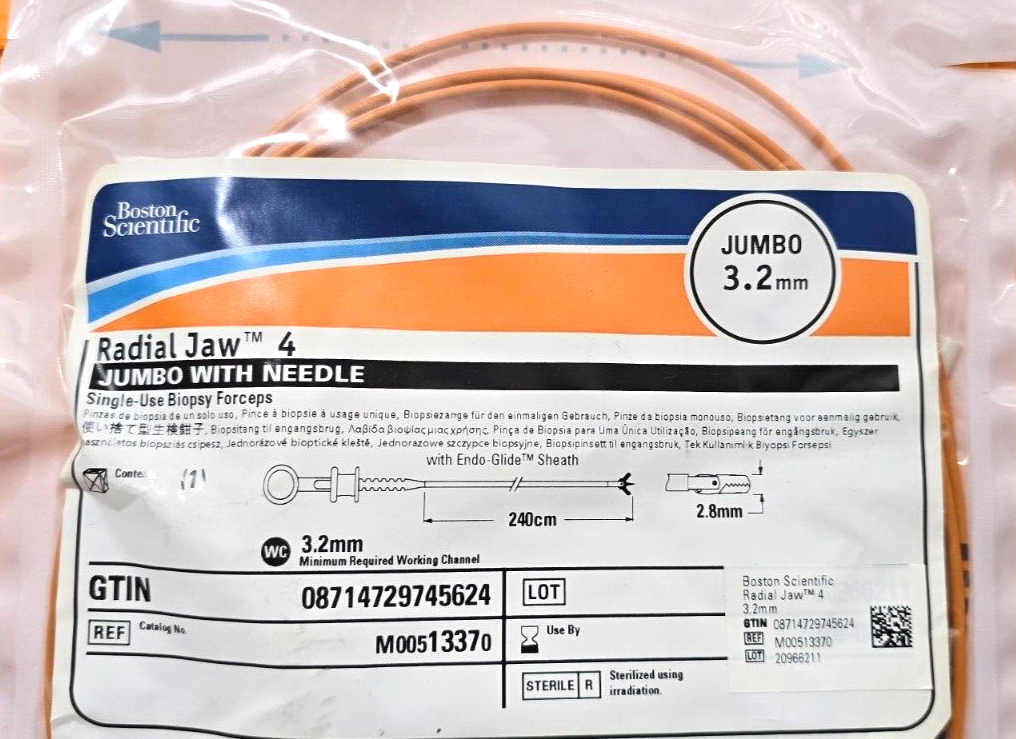 Boston
Scientific
JUMBO
3.2mm
Radial Jaw™ 4
JUMBO WITH NEEDLE
Single-Use Biopsy Forceps
Pinzas de biopsia de un solo uso, Pince à biopsie à usage unique, Biopsiezange für den einmaligen Gebrauch, Pinze da biopsia monouso, Biopsietang voor eenmalig gebruik,
使い捨て型生検鉗子, Biopsitang til engangsbrug, Λαβίδα βιοψίας μιας χρήσης, Pinça de Biopsia para Uma Única Utilização, Biopsipeang för engångsbruk, Egyszer
használatos biopsziás csipesz, Jednorázové bioptické kleště, Jednorazowe szczypce biopsyjne, Biopsipinsett til engangsbruk, Tek Kullanımlık Biyopsi Forsepsi
with Endo-Glide™ Sheath
(1)
240cm
2.8mm
WC 3.2mm
Minimum Required Working Channel
GTIN 08714729745624
LOT
REF Catalog No. M00513370
Use By
STERILE R Sterilized using
irradiation.
Boston Scientific
Radial Jaw™ 4
3.2mm
GTIN 08714729745624
REF M00513370
LOT 20966211